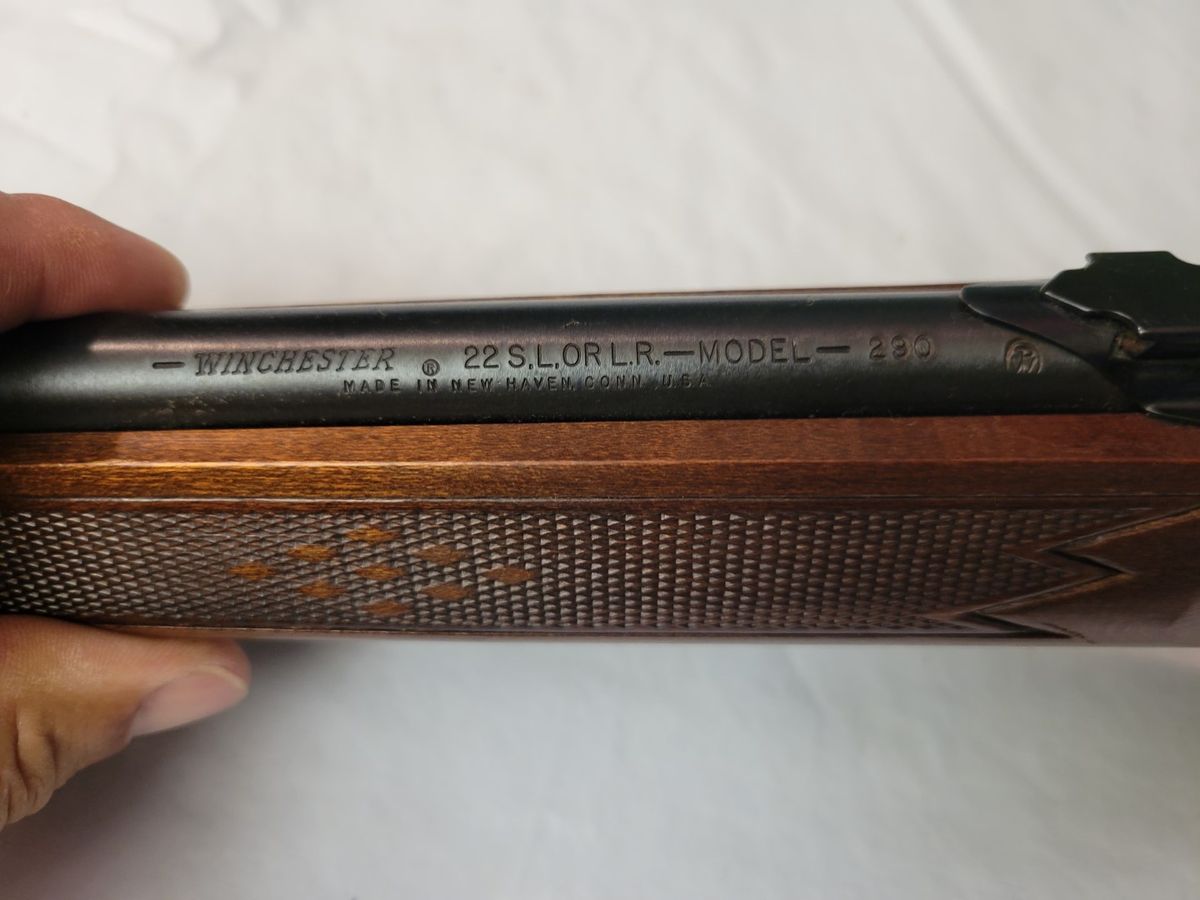 — WINCHESTER ® 22 S.L.OR L.R.—MODEL— 290
MADE IN NEW HAVEN. CONN. U.S.A.